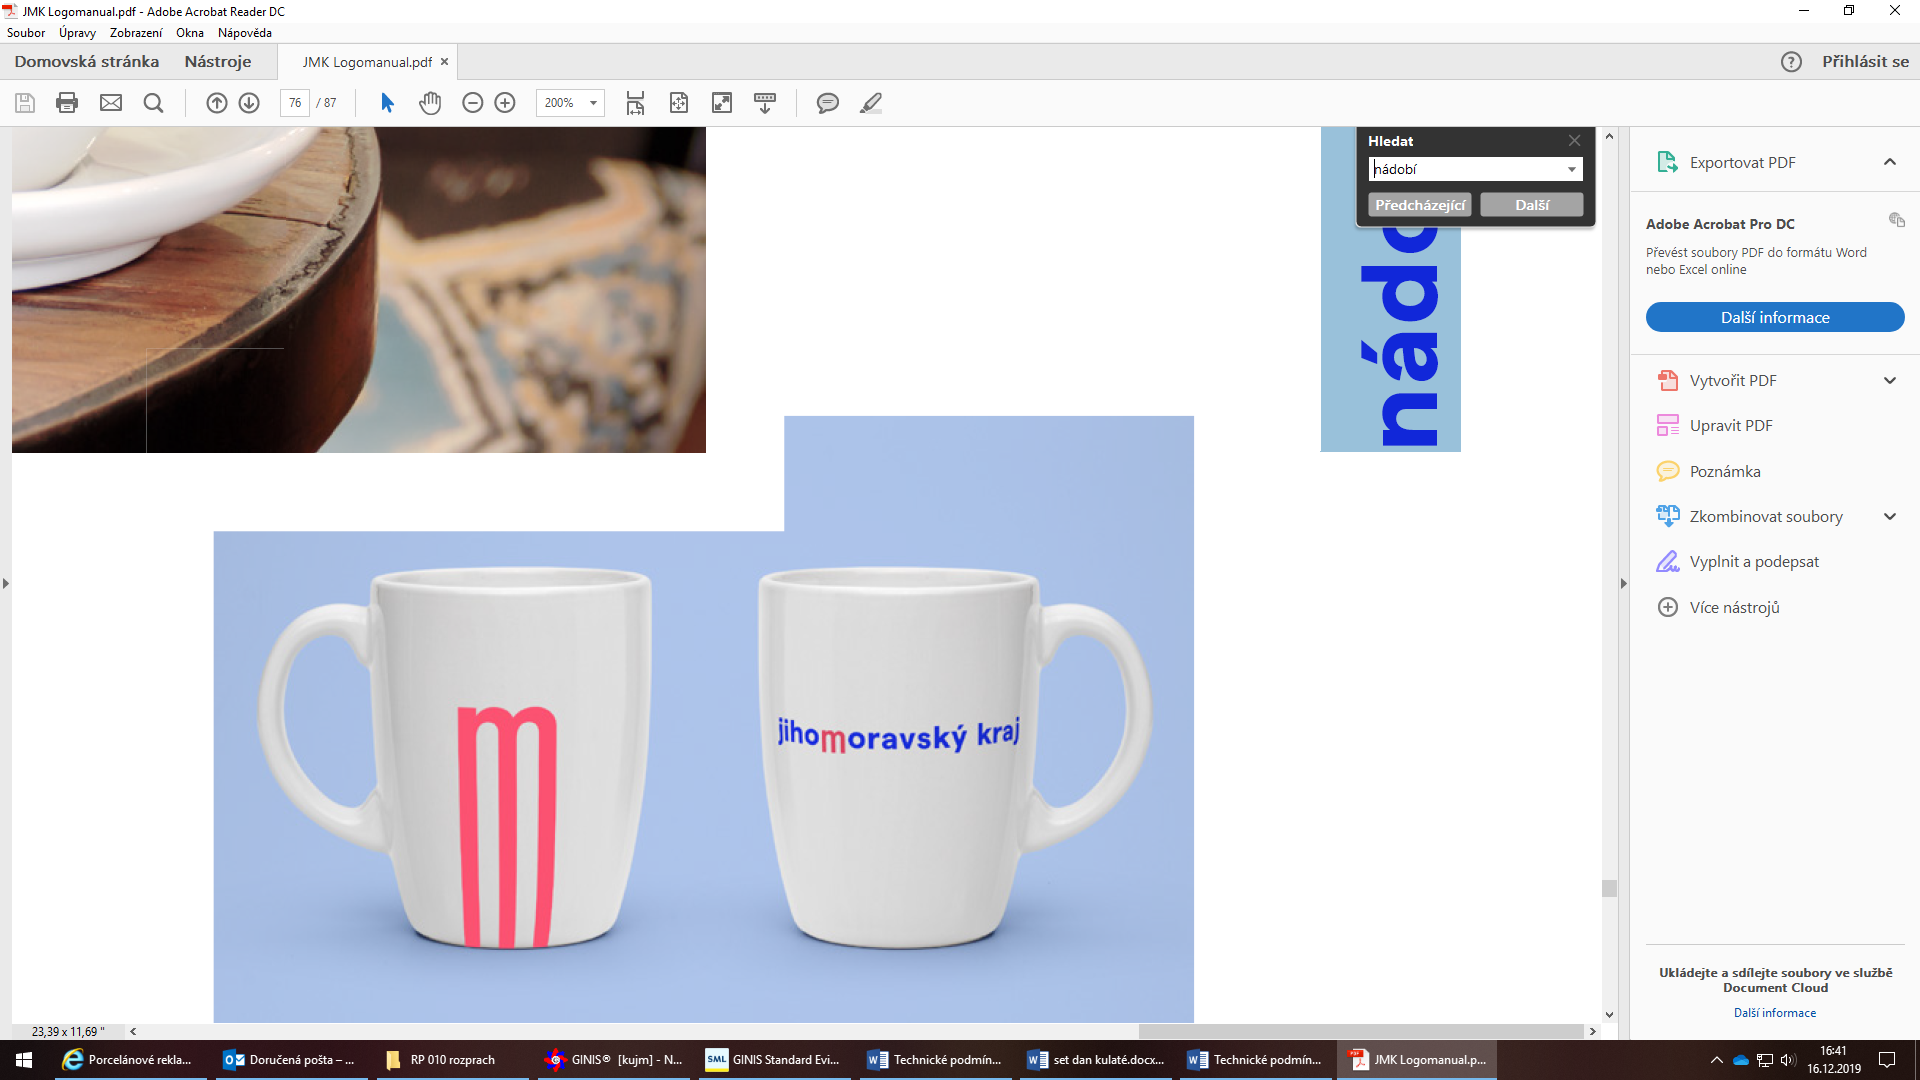 JMK Logomanual.pdf - Adobe Acrobat Reader DC
Soubor Úpravy Zobrazení Okna Nápověda
Domovská stránka Nástroje JMK Logomanual.pdf × Přihlásit se
76 / 87 200%
Hledat
nádobí
Předcházející Další
nádo
jihomoravský kraj
m
23,39 x 11,69 "
Exportovat PDF
Adobe Acrobat Pro DC
Převést soubory PDF do formátu Word
nebo Excel online
Další informace
Vytvořit PDF
Upravit PDF
Poznámka
Zkombinovat soubory
Vyplnit a podepsat
Více nástrojů
Ukládejte a sdílejte soubory ve službě
Document Cloud
Další informace
Porcelánové rekla...
Doručená pošta – ...
RP 010 rozprach
GINIS® [kujm] - N...
SML GINIS Standard Evi...
Technické podmín...
set dan kulaté.docx...
Technické podmín...
JMK Logomanual.p...
16:41
16.12.2019